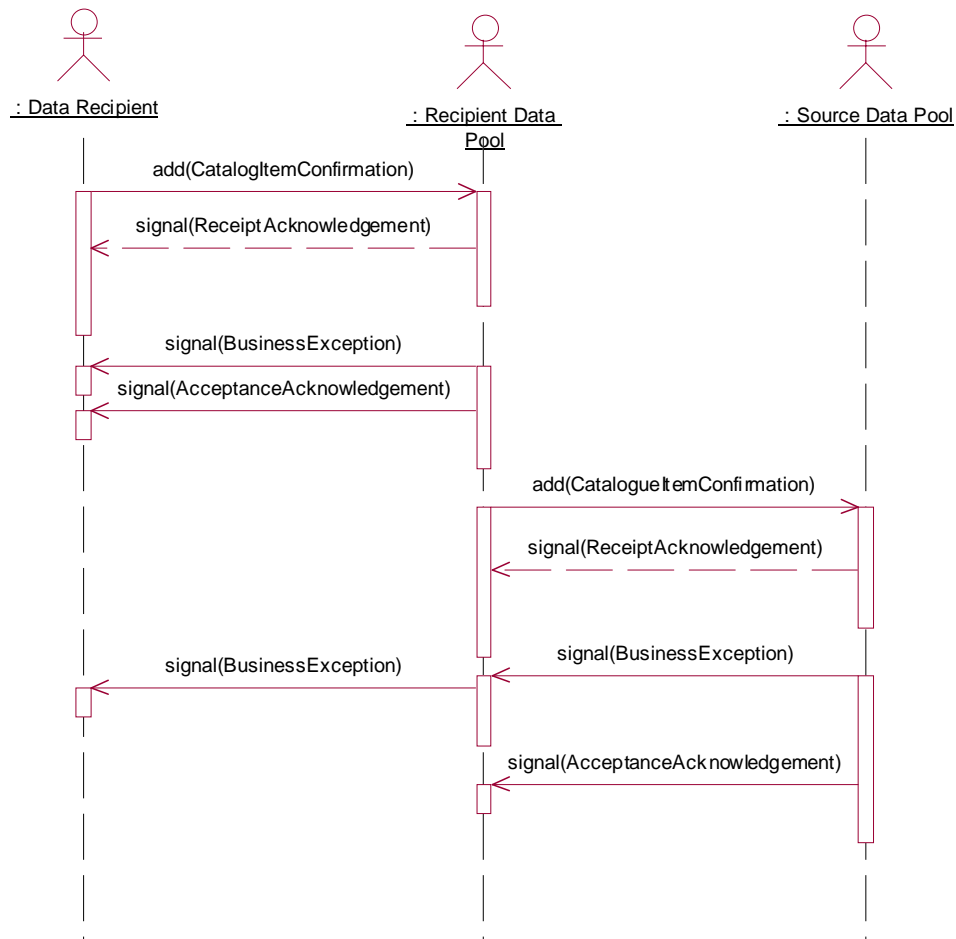 : Data Recipient
: Recipient Data
Pool
: Source Data Pool
add(CatalogItemConfirmation)
signal(ReceiptAcknowledgement)
signal(BusinessException)
signal(AcceptanceAcknowledgement)
add(CatalogueItemConfirmation)
signal(ReceiptAcknowledgement)
signal(BusinessException)
signal(BusinessException)
signal(AcceptanceAcknowledgement)